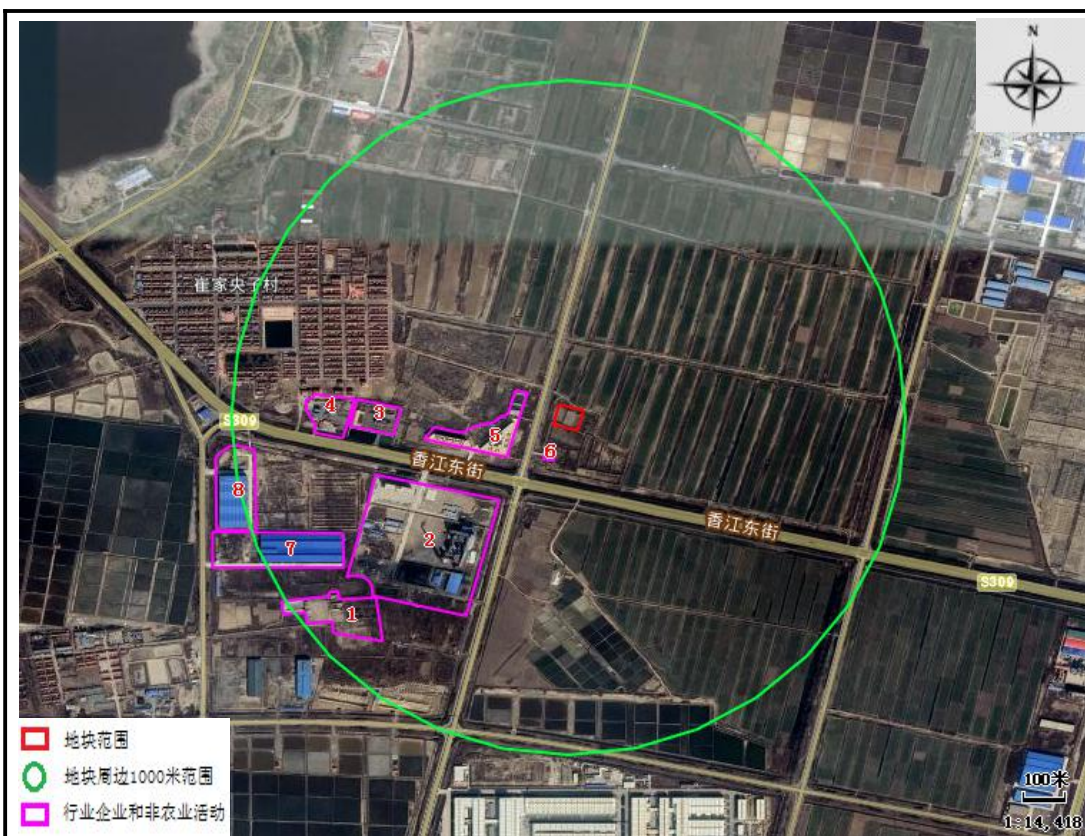 N
崔家央子村
4
3
S309
5
6
香江东街
8
2
香江东街
7
S309
1
地块范围
地块周边1000米范围
行业企业和非农业活动
100米
1:14,418